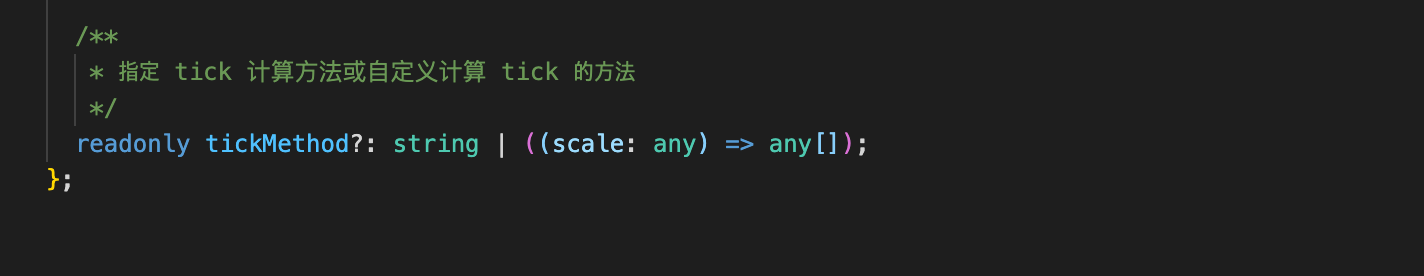 /**
* 指定 tick 计算方法或自定义计算 tick 的方法
*/
readonly tickMethod?: string | ((scale: any) => any[]);
};